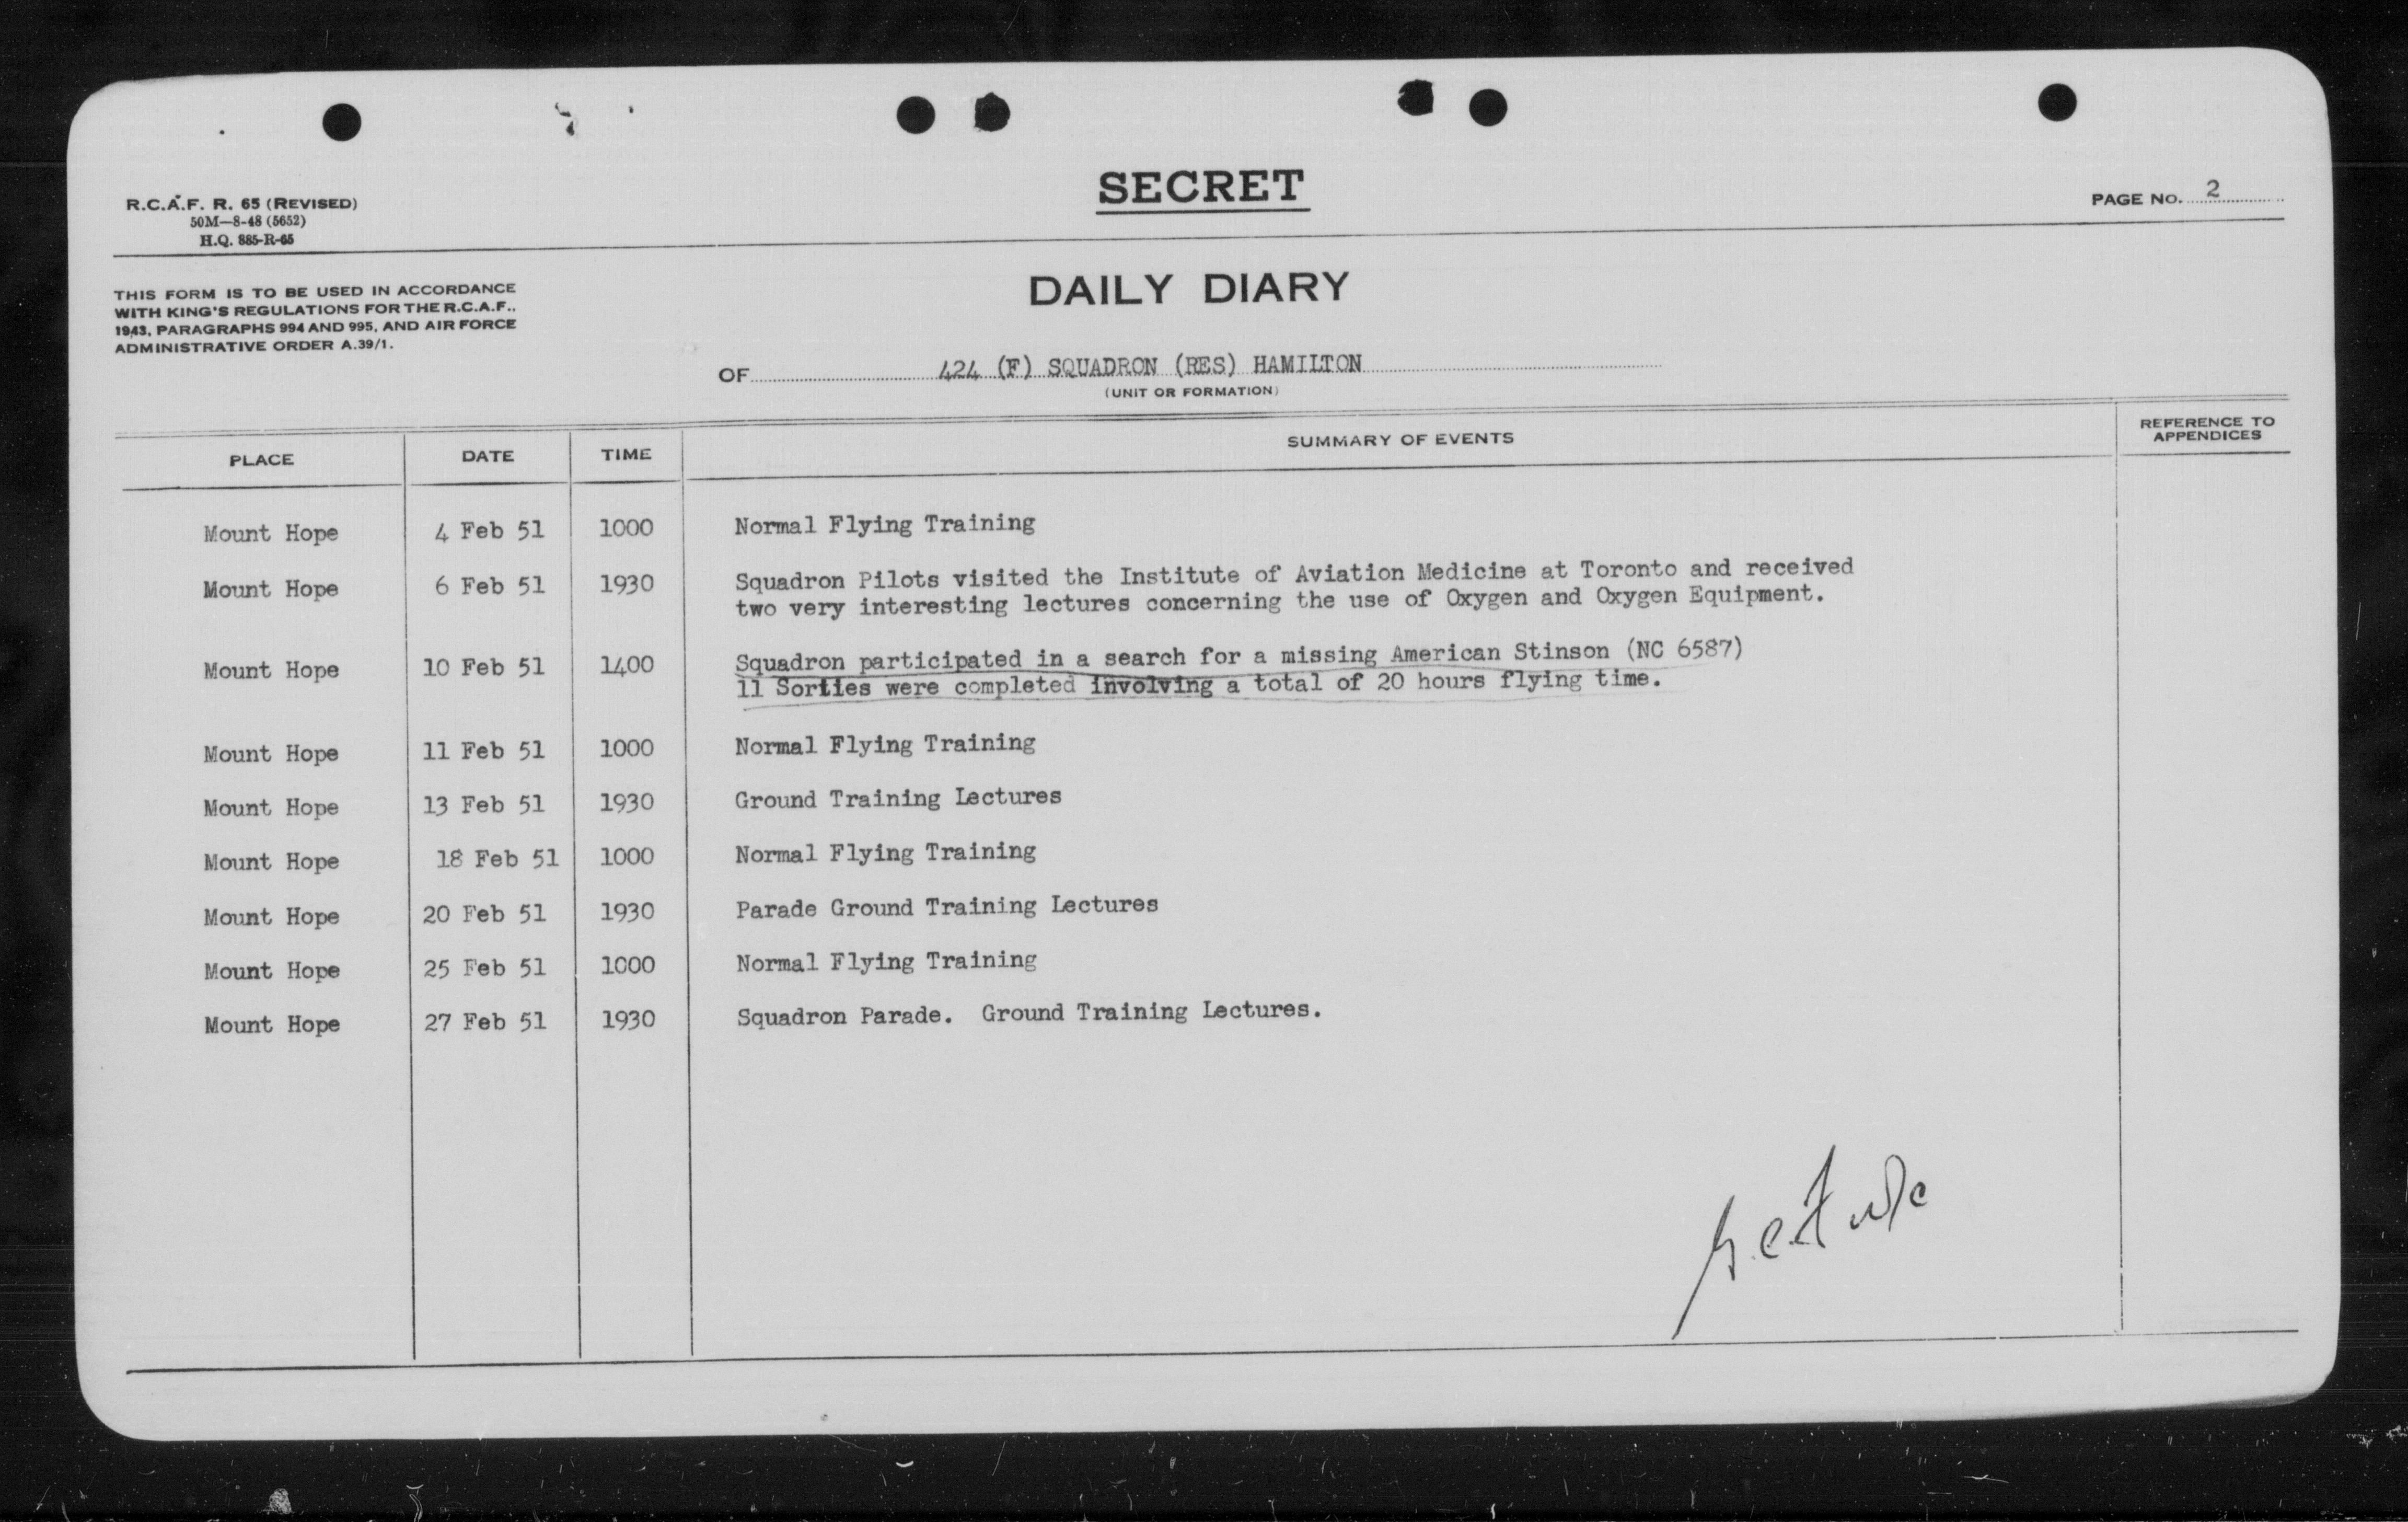 SECRET
R.C.A.F. R. 65 (REVISED)
50M—8-48 (5652)
H.Q. 885-R-65
PAGE NO. 2
THIS FORM IS TO BE USED IN ACCORDANCE
WITH KING'S REGULATIONS FOR THE R.C.A.F.,
1943, PARAGRAPHS 994 AND 995, AND AIR FORCE
ADMINISTRATIVE ORDER A.39/1.
DAILY DIARY
OF 424 (F) SQUADRON (RES) HAMILTON
(UNIT OR FORMATION)
PLACE DATE TIME SUMMARY OF EVENTS REFERENCE TO
APPENDICES
Mount Hope 4 Feb 51 1000 Normal Flying Training
Mount Hope 6 Feb 51 1930 Squadron Pilots visited the Institute of Aviation Medicine at Toronto and received
two very interesting lectures concerning the use of Oxygen and Oxygen Equipment.
Mount Hope 10 Feb 51 1400 Squadron participated in a search for a missing American Stinson (NC 6587)
11 Sorties were completed involving a total of 20 hours flying time.
Mount Hope 11 Feb 51 1000 Normal Flying Training
Mount Hope 13 Feb 51 1930 Ground Training Lectures
Mount Hope 18 Feb 51 1000 Normal Flying Training
Mount Hope 20 Feb 51 1930 Parade Ground Training Lectures
Mount Hope 25 Feb 51 1000 Normal Flying Training
Mount Hope 27 Feb 51 1930 Squadron Parade. Ground Training Lectures.